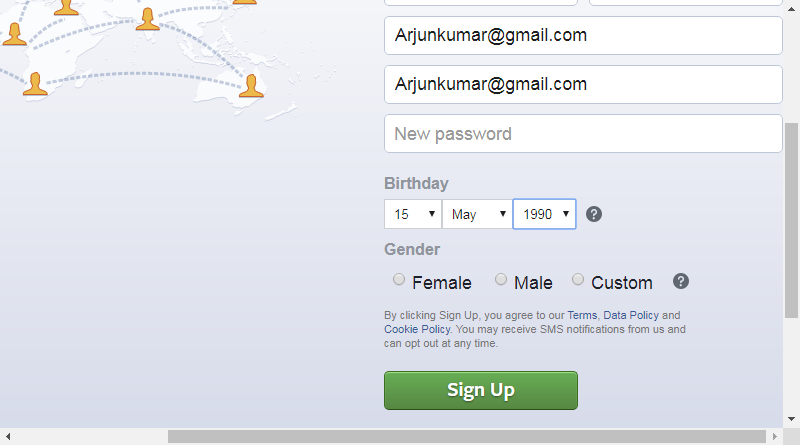 Arjunkumar@gmail.com
Arjunkumar@gmail.com
New password
Birthday
15 May 1990 ?
Gender
Female Male Custom ?
By clicking Sign Up, you agree to our Terms, Data Policy and
Cookie Policy. You may receive SMS notifications from us and
can opt out at any time.
Sign Up